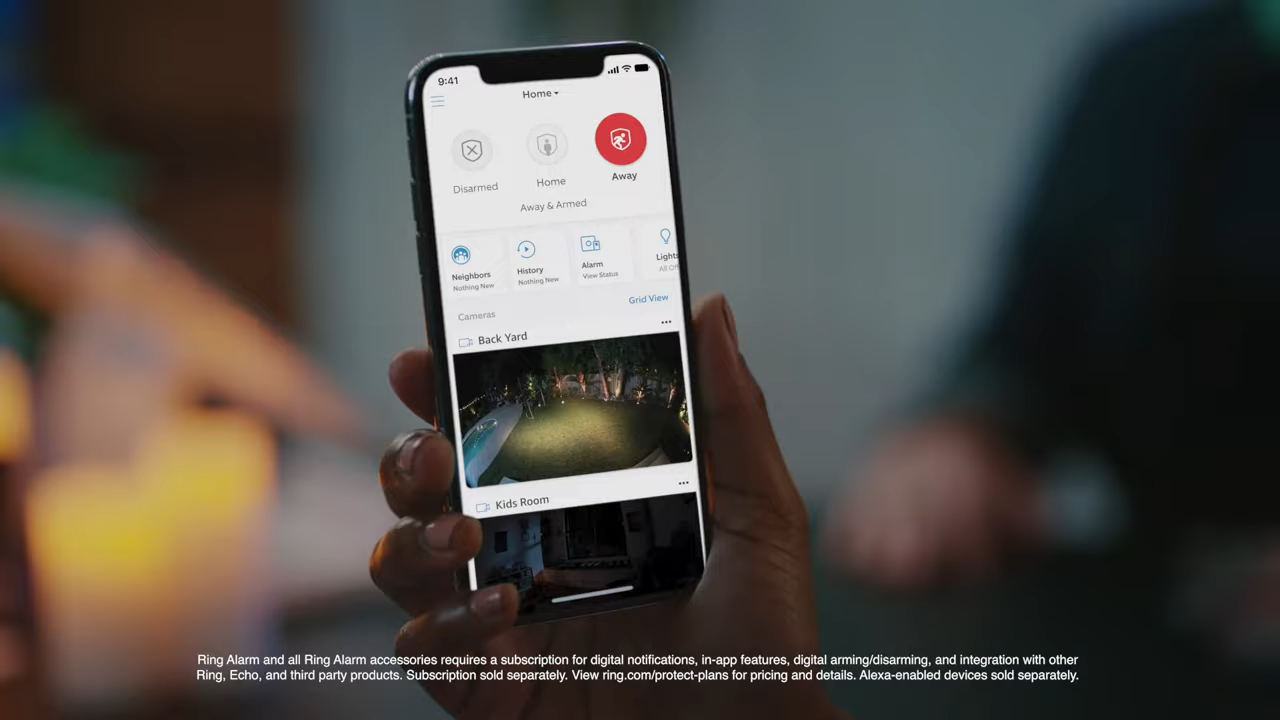 9:41
Home
Disarmed
Home
Away
Away & Armed
Neighbors
Nothing New
History
Nothing New
Alarm
View Status
Lights
All Off
Grid View
Cameras
Back Yard
Kids Room
Ring Alarm and all Ring Alarm accessories requires a subscription for digital notifications, in-app features, digital arming/disarming, and integration with other
Ring, Echo, and third party products. Subscription sold separately. View ring.com/protect-plans for pricing and details. Alexa-enabled devices sold separately.